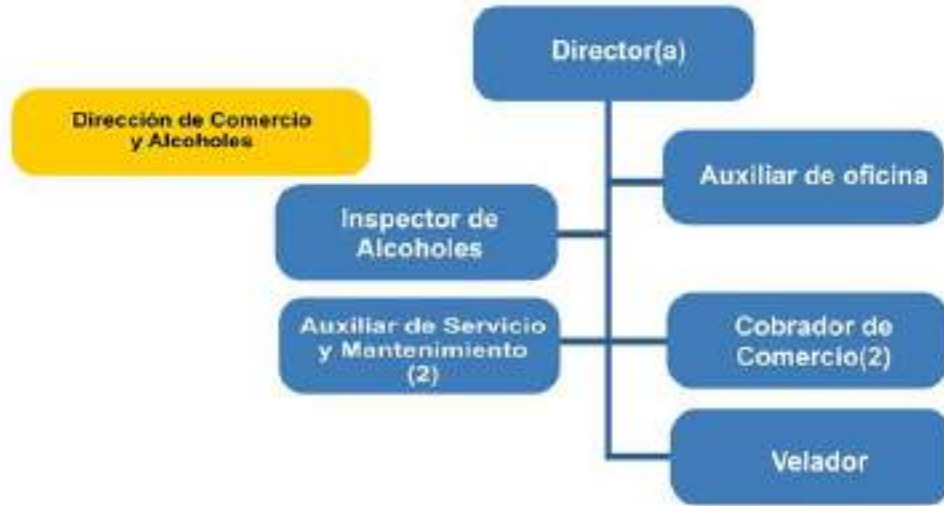 Director(a)
Dirección de Comercio
y Alcoholes
Auxiliar de oficina
Inspector de
Alcoholes
Auxiliar de Servicio
y Mantenimiento
(2)
Cobrador de
Comercio(2)
Velador